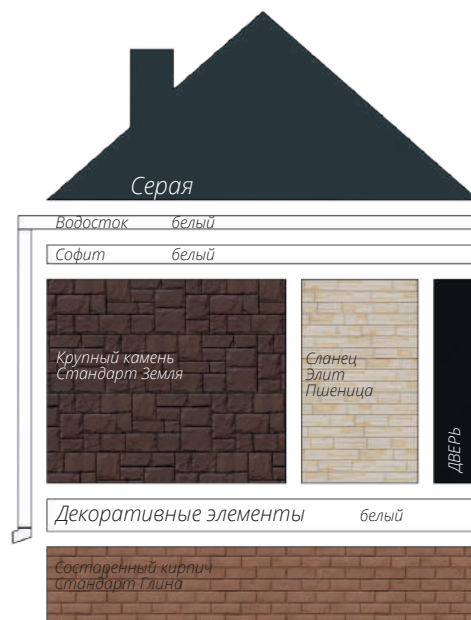 Серая
Водосток белый
Софит белый
Крупный камень
Стандарт Земля
Сланец
Элит
Пшеница
ДВЕРЬ
Декоративные элементы белый
Состаренный кирпич
Стандарт Глина